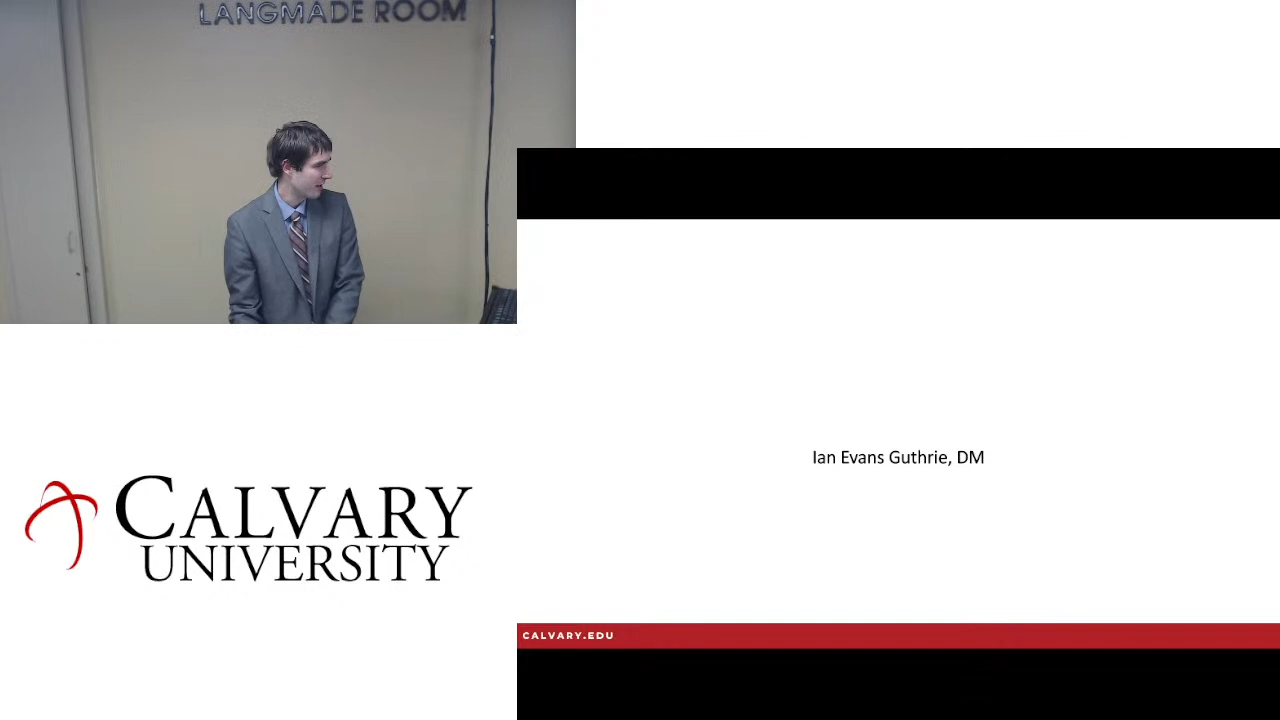 LANGMADE ROOM
Ian Evans Guthrie, DM
CALVARY
UNIVERSITY
CALVARY.EDU